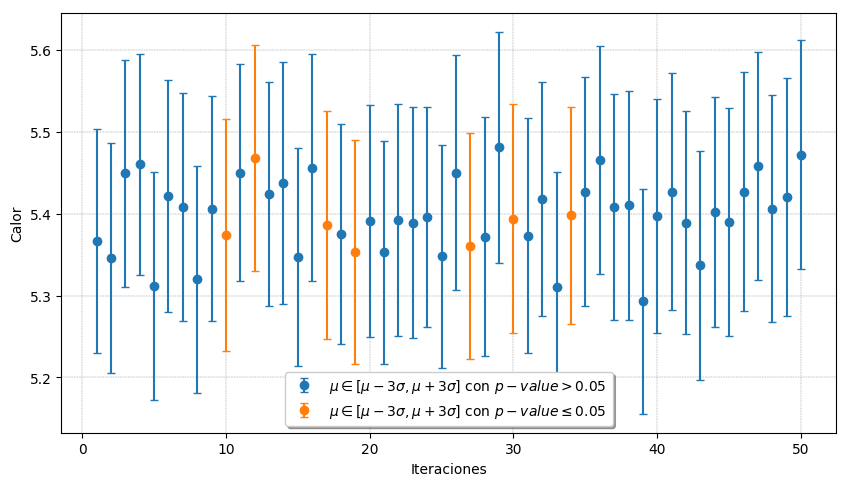 5.6
5.5
5.4
5.3
5.2
Calor
μ ∈ [μ − 3σ, μ + 3σ] con p − value > 0.05
μ ∈ [μ − 3σ, μ + 3σ] con p − value ≤ 0.05
0 10 20 30 40 50
Iteraciones